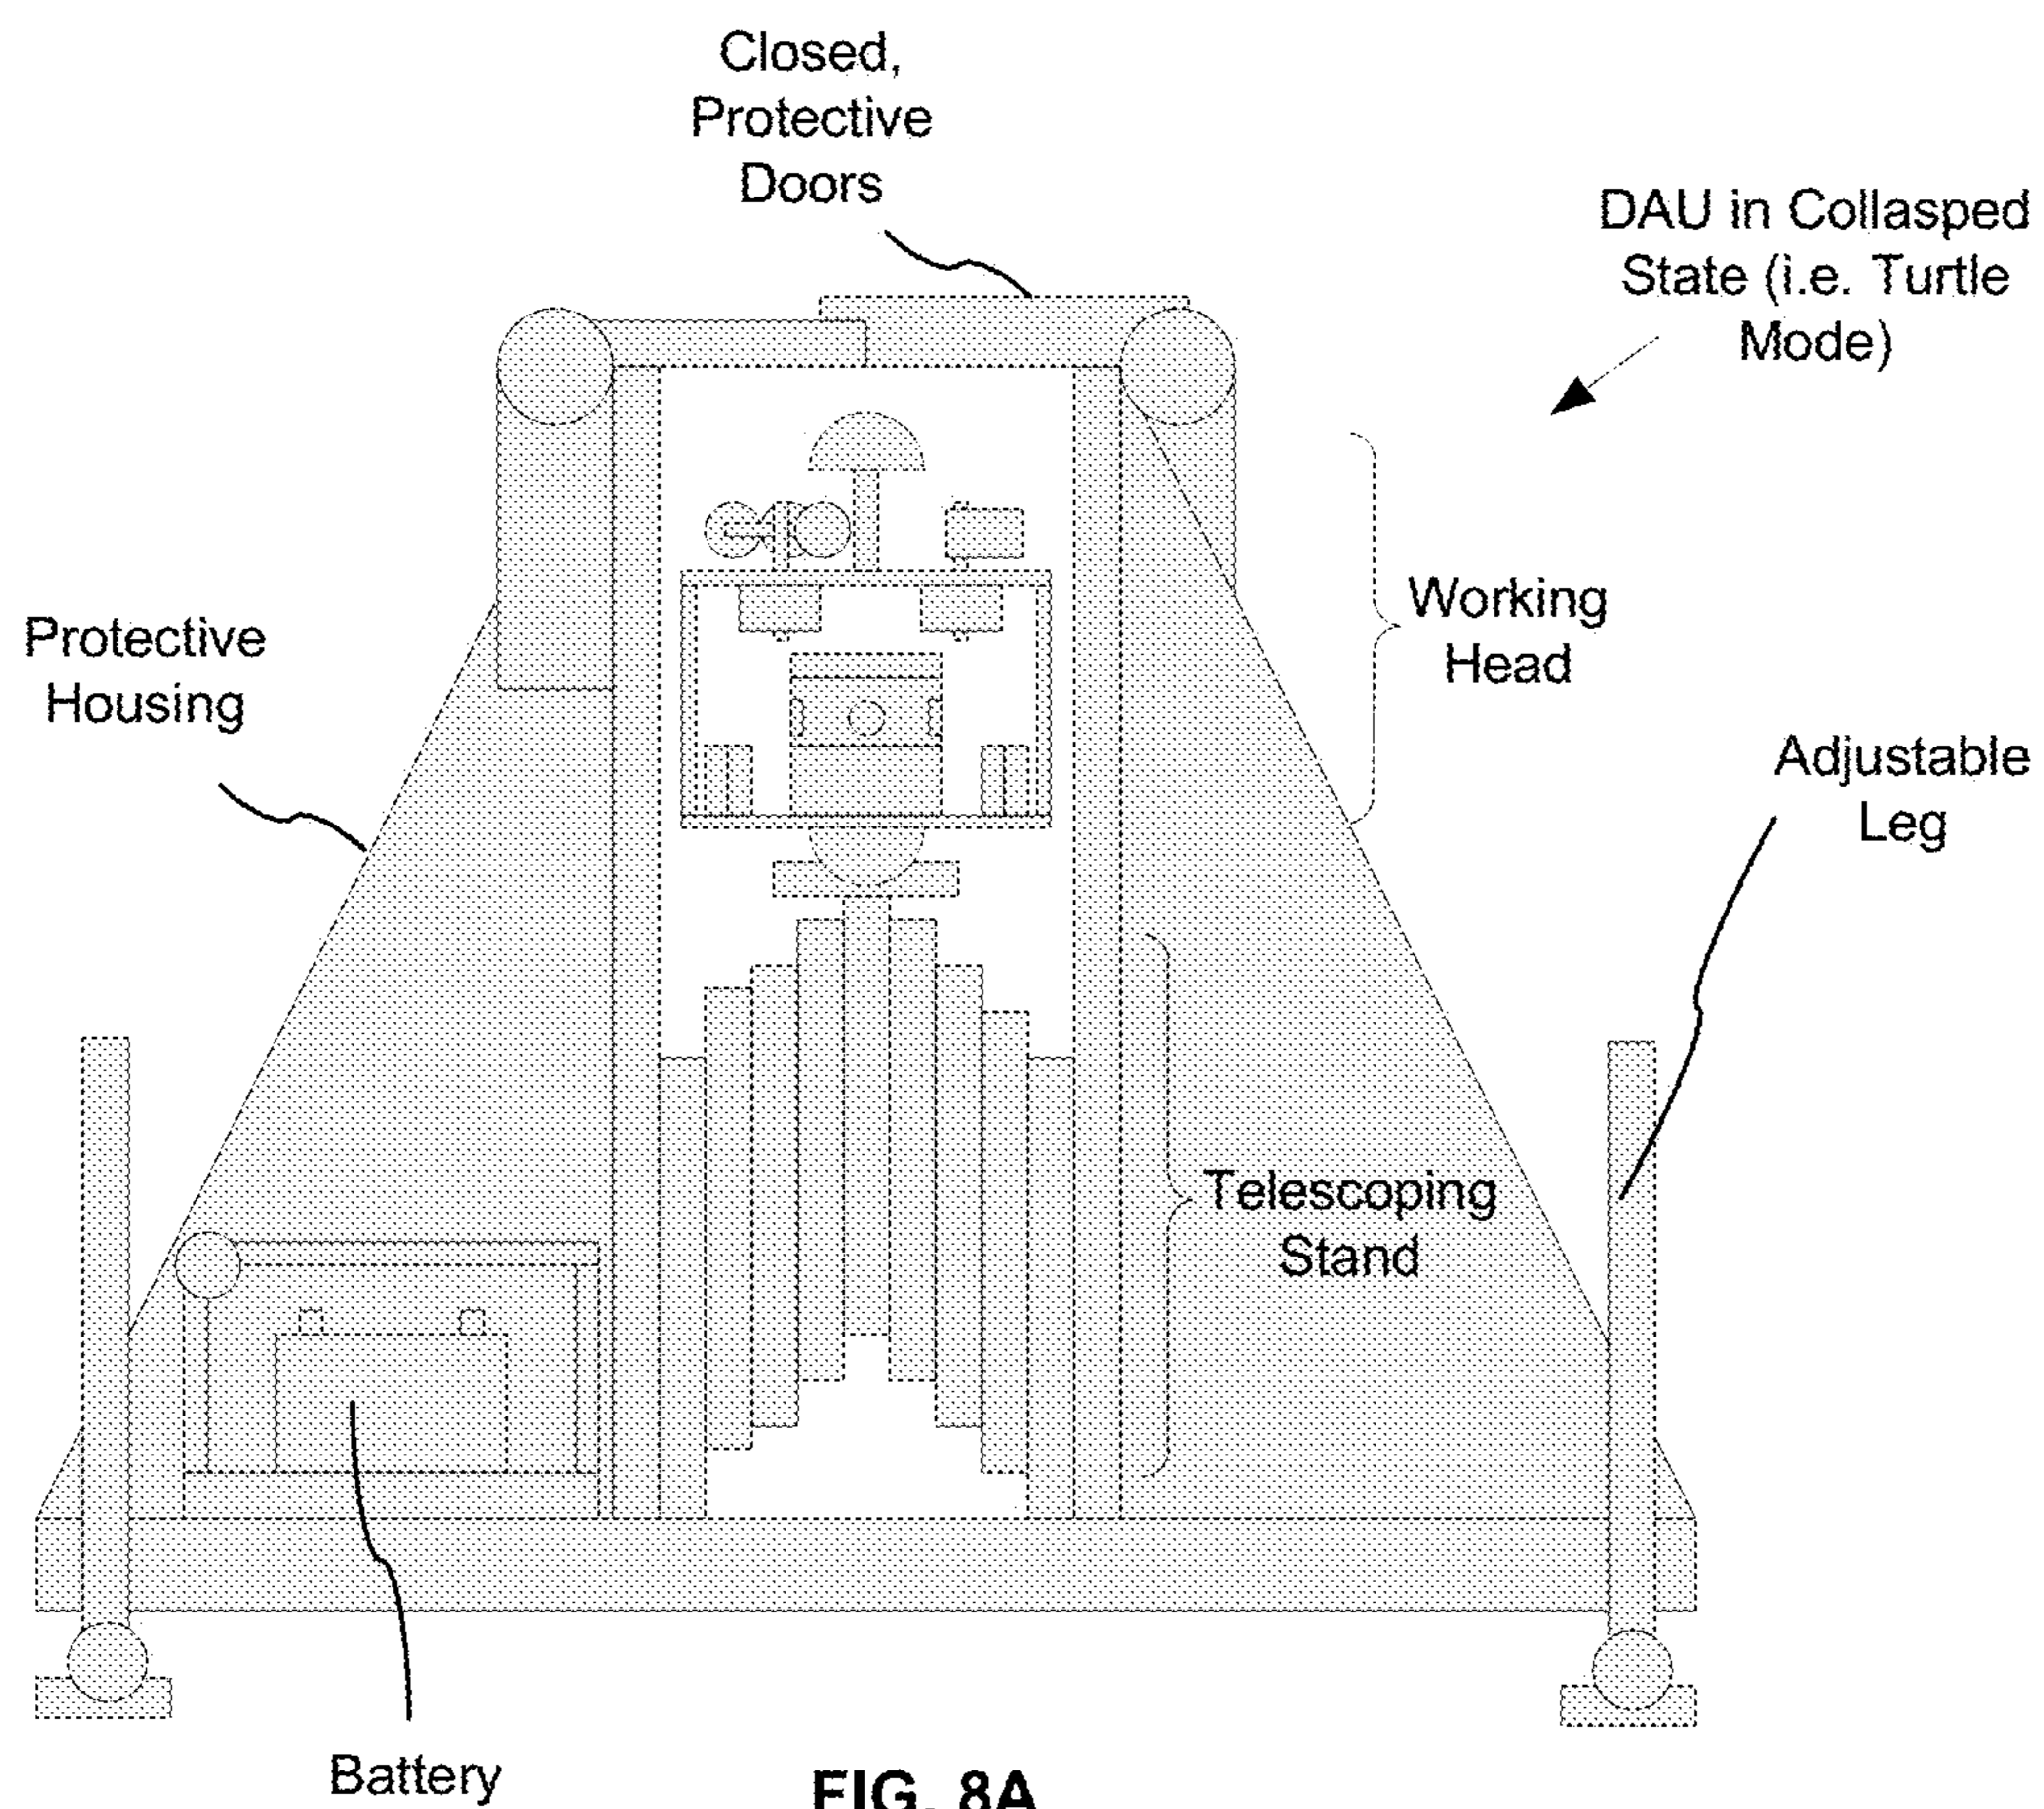 Closed,
Protective
Doors
DAU in Collasped
State (i.e. Turtle
Mode)
Working
Head
Protective
Housing
Adjustable
Leg
Telescoping
Stand
Battery
FIG. 8A